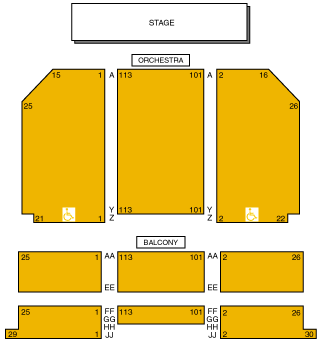 STAGE
ORCHESTRA
15 1 A 113 101 A 2 16
25 26
Y 113 101 Y
21 1 Z Z 2 22
BALCONY
25 1 AA 113 101 AA 2 26
EE EE
25 1 FF 113 101 FF 2 26
GG GG
HH HH
29 1 JJ JJ 2 30